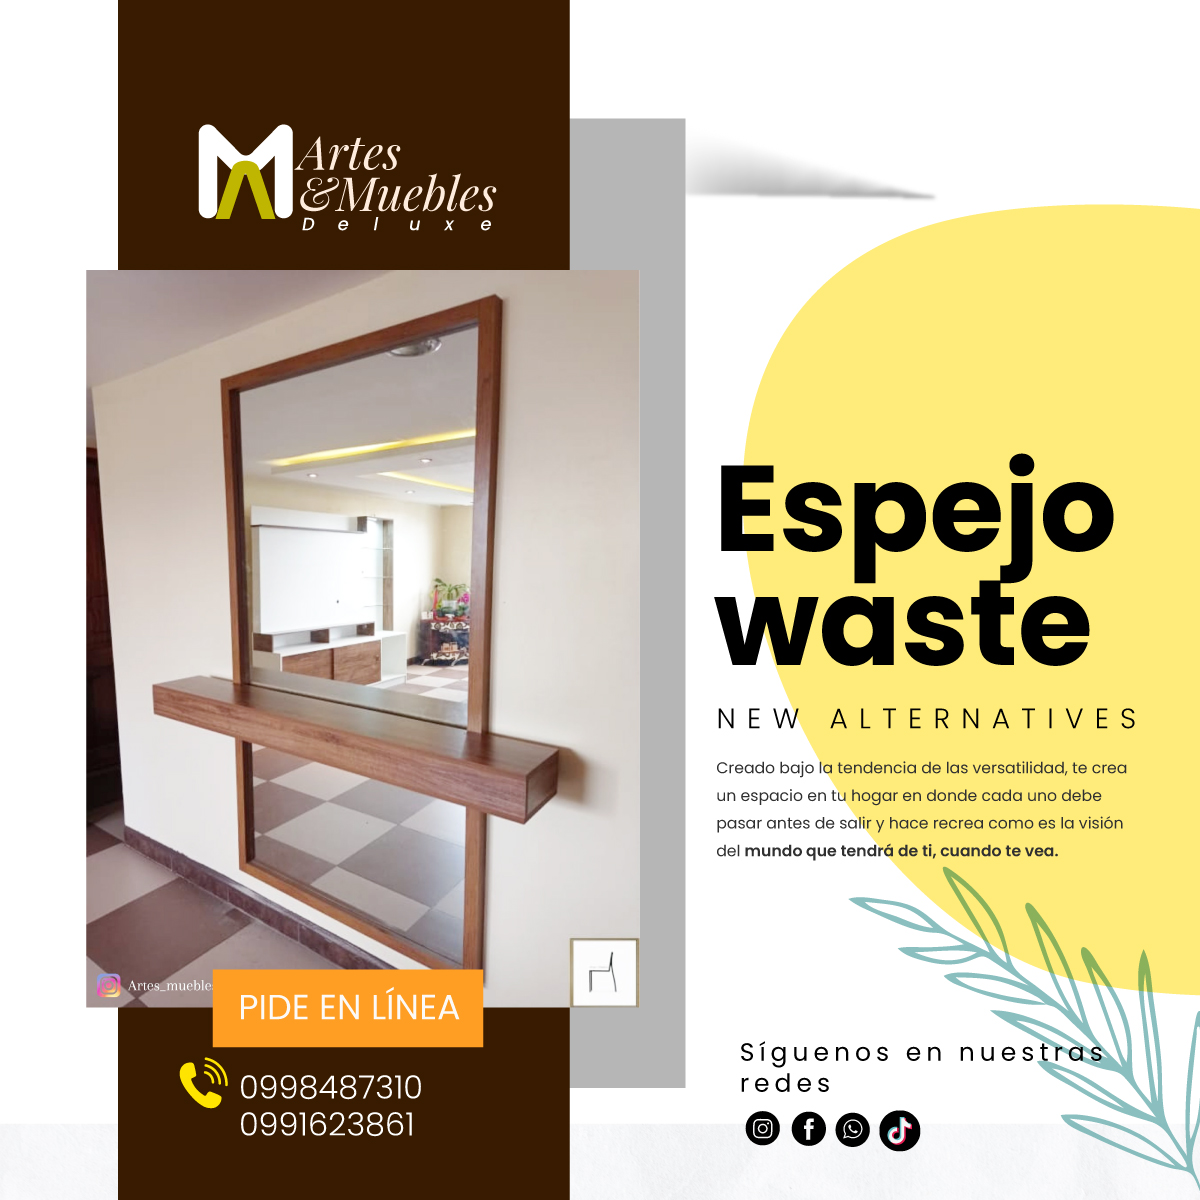 Artes
&Muebles
Deluxe
Espejo
waste
NEW ALTERNATIVES
Creado bajo la tendencia de las versatilidad, te crea
un espacio en tu hogar en donde cada uno debe
pasar antes de salir y hace recrea como es la visión
del mundo que tendrá de ti, cuando te vea.
Artes_muebles
PIDE EN LÍNEA
0998487310
0991623861
Síguenos en nuestras
redes